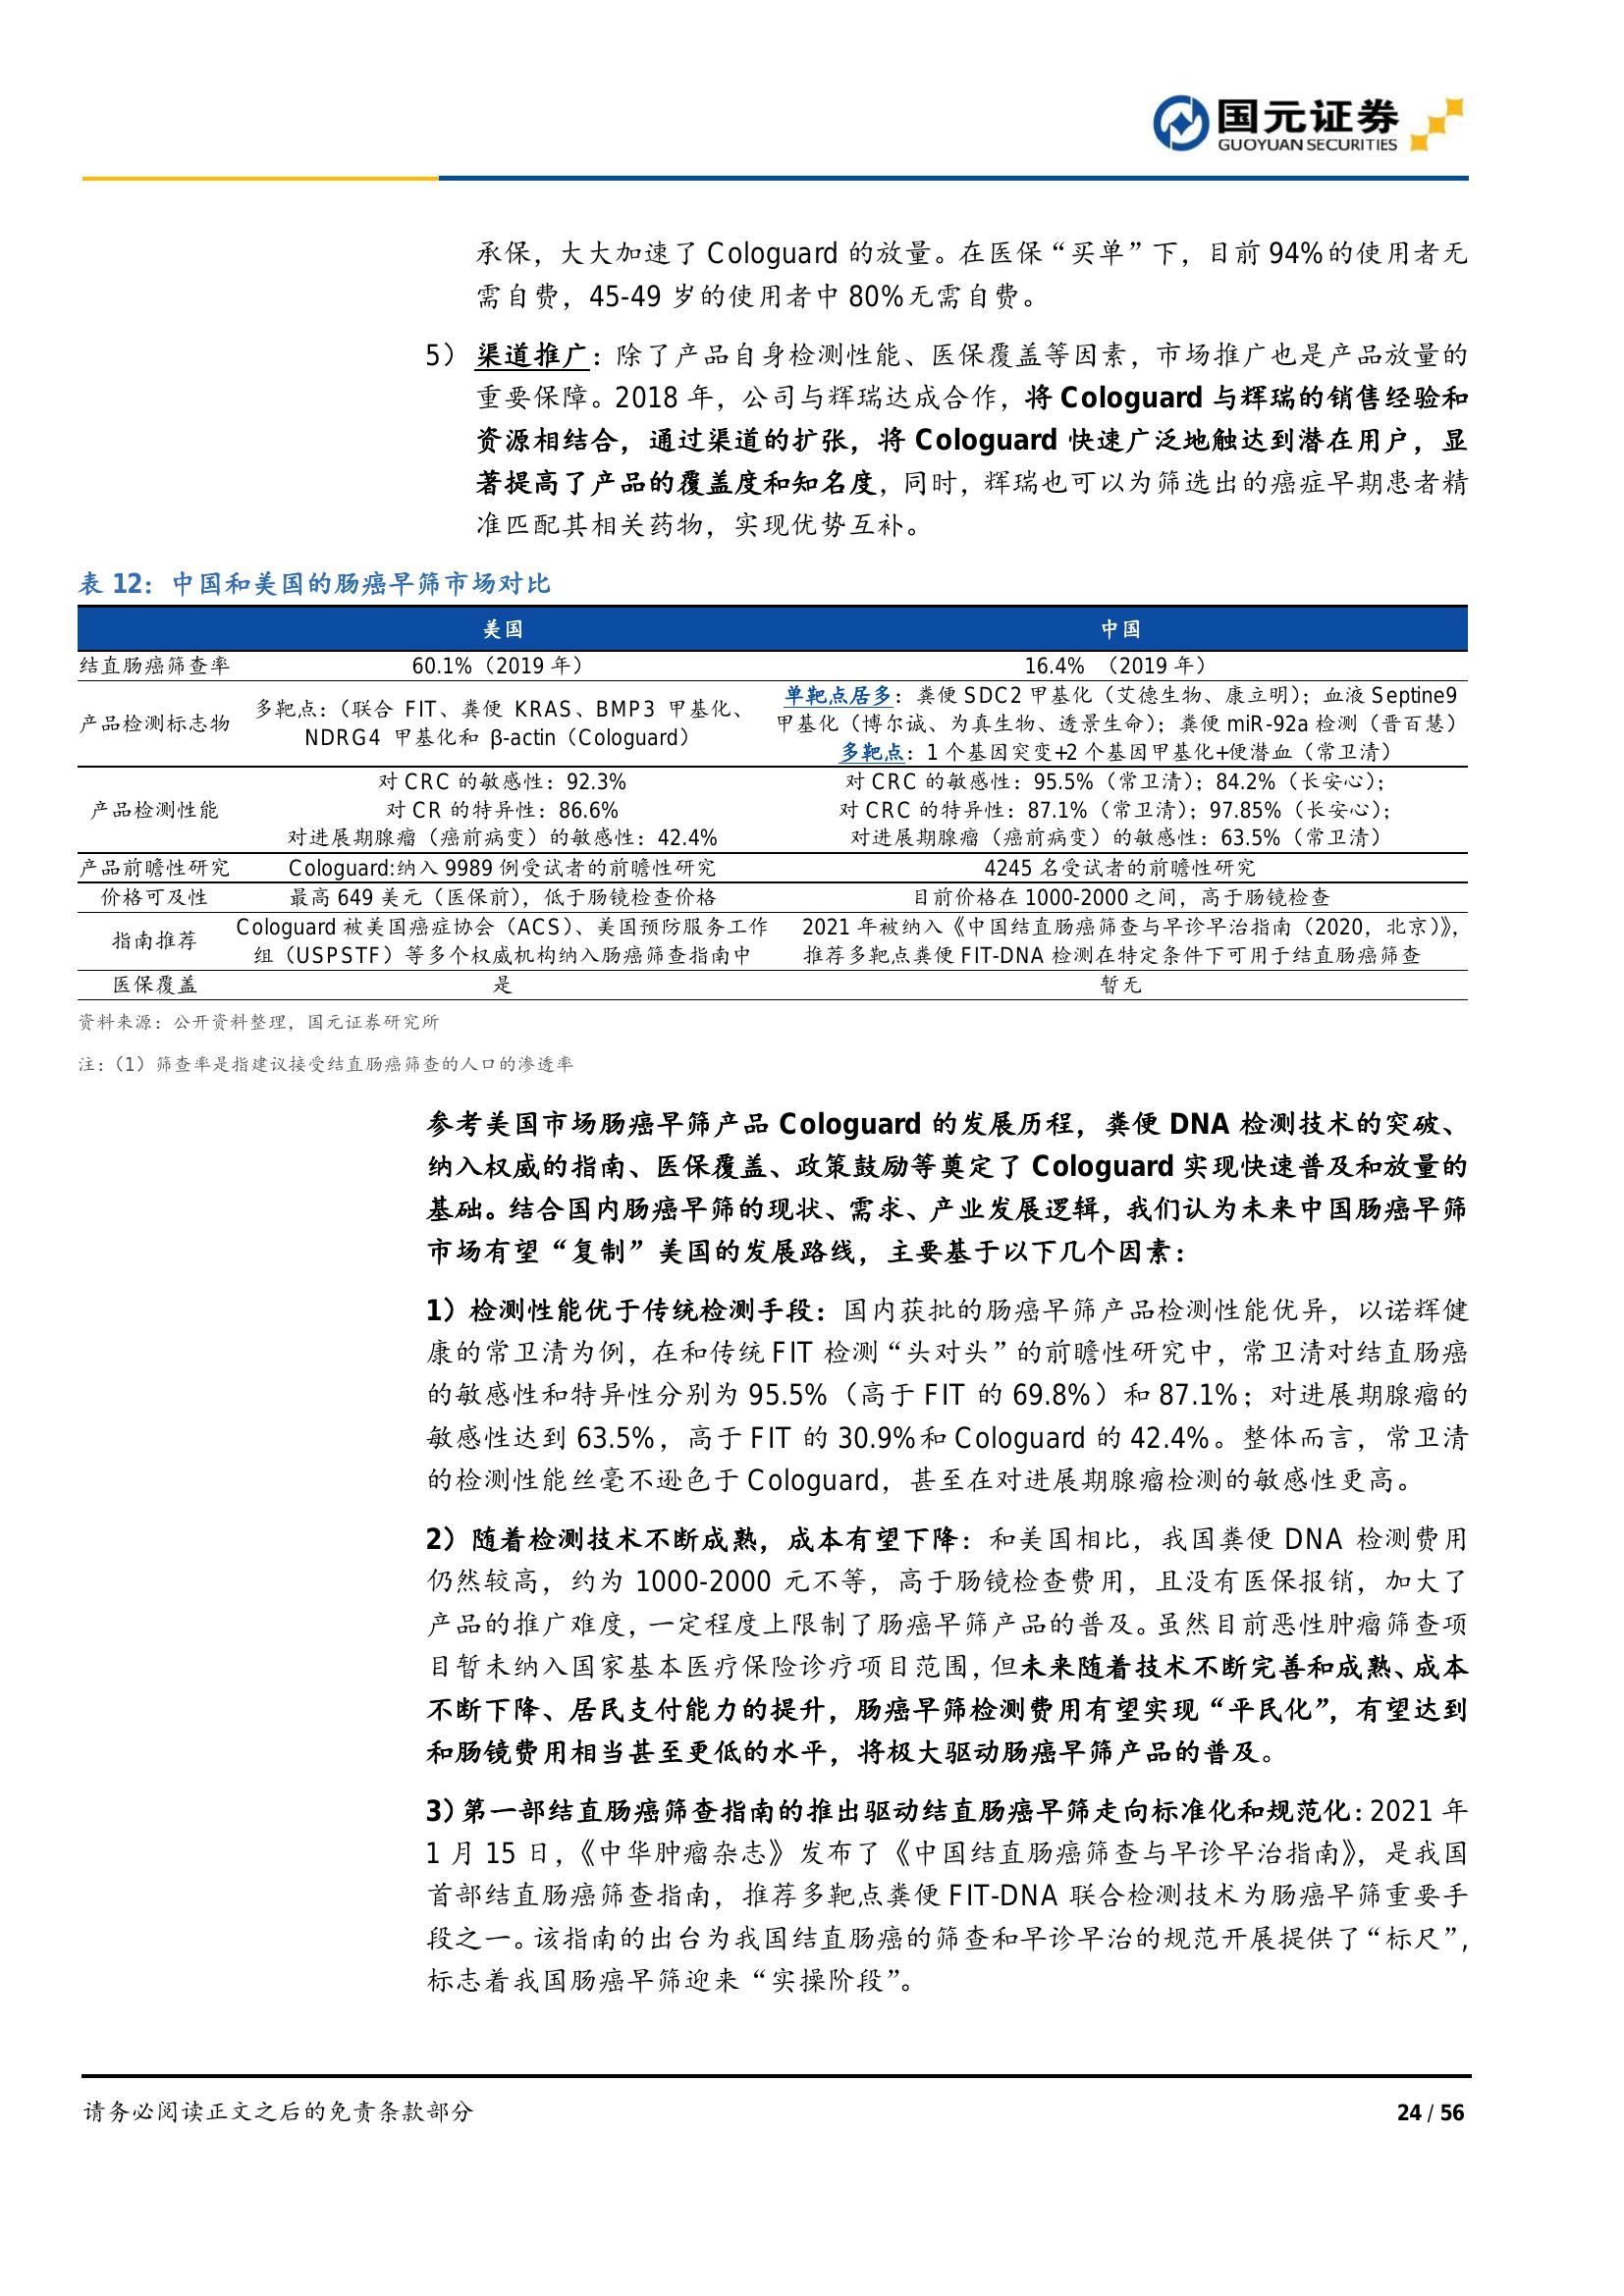 国元证券
GUOYUAN SECURITIES
承保，大大加速了 Cologuard 的放量。在医保“买单”下，目前 94%的使用者无
需自费，45-49 岁的使用者中 80%无需自费。
5） 渠道推广：除了产品自身检测性能、医保覆盖等因素，市场推广也是产品放量的
重要保障。2018 年，公司与辉瑞达成合作，将 Cologuard 与辉瑞的销售经验和
资源相结合，通过渠道的扩张，将 Cologuard 快速广泛地触达到潜在用户，显
著提高了产品的覆盖度和知名度，同时，辉瑞也可以为筛选出的癌症早期患者精
准匹配其相关药物，实现优势互补。
表 12：中国和美国的肠癌早筛市场对比
美国 中国
结直肠癌筛查率 60.1%（2019 年） 16.4% （2019 年）
产品检测标志物 多靶点：（联合 FIT、粪便 KRAS、BMP3 甲基化、
NDRG4 甲基化和 β-actin（Cologuard）
单靶点居多：粪便 SDC2 甲基化（艾德生物、康立明）；血液 Septine9
甲基化（博尔诚、为真生物、透景生命）；粪便 miR-92a 检测（晋百慧）
多靶点：1 个基因突变+2 个基因甲基化+便潜血（常卫清）
产品检测性能 对 CRC 的敏感性：92.3%
对 CR 的特异性：86.6%
对进展期腺瘤（癌前病变）的敏感性：42.4%
对 CRC 的敏感性：95.5%（常卫清）；84.2%（长安心）；
对 CRC 的特异性：87.1%（常卫清）；97.85%（长安心）；
对进展期腺瘤（癌前病变）的敏感性：63.5%（常卫清）
产品前瞻性研究 Cologuard:纳入 9989 例受试者的前瞻性研究 4245 名受试者的前瞻性研究
价格可及性 最高 649 美元（医保前），低于肠镜检查价格 目前价格在 1000-2000 之间，高于肠镜检查
指南推荐 Cologuard 被美国癌症协会（ACS）、美国预防服务工作
组（USPSTF）等多个权威机构纳入肠癌筛查指南中
2021 年被纳入《中国结直肠癌筛查与早诊早治指南（2020，北京）》，
推荐多靶点粪便 FIT-DNA 检测在特定条件下可用于结直肠癌筛查
医保覆盖 是 暂无
资料来源：公开资料整理，国元证券研究所
注：（1）筛查率是指建议接受结直肠癌筛查的人口的渗透率
参考美国市场肠癌早筛产品 Cologuard 的发展历程，粪便 DNA 检测技术的突破、
纳入权威的指南、医保覆盖、政策鼓励等奠定了 Cologuard 实现快速普及和放量的
基础。结合国内肠癌早筛的现状、需求、产业发展逻辑，我们认为未来中国肠癌早筛
市场有望“复制”美国的发展路线，主要基于以下几个因素：
1）检测性能优于传统检测手段：国内获批的肠癌早筛产品检测性能优异，以诺辉健
康的常卫清为例，在和传统 FIT 检测“头对头”的前瞻性研究中，常卫清对结直肠癌
的敏感性和特异性分别为 95.5%（高于 FIT 的 69.8%）和 87.1%；对进展期腺瘤的
敏感性达到 63.5%，高于 FIT 的 30.9%和 Cologuard 的 42.4%。整体而言，常卫清
的检测性能丝毫不逊色于 Cologuard，甚至在对进展期腺瘤检测的敏感性更高。
2）随着检测技术不断成熟，成本有望下降：和美国相比，我国粪便 DNA 检测费用
仍然较高，约为 1000-2000 元不等，高于肠镜检查费用，且没有医保报销，加大了
产品的推广难度，一定程度上限制了肠癌早筛产品的普及。虽然目前恶性肿瘤筛查项
目暂未纳入国家基本医疗保险诊疗项目范围，但未来随着技术不断完善和成熟、成本
不断下降、居民支付能力的提升，肠癌早筛检测费用有望实现“平民化”，有望达到
和肠镜费用相当甚至更低的水平，将极大驱动肠癌早筛产品的普及。
3）第一部结直肠癌筛查指南的推出驱动结直肠癌早筛走向标准化和规范化：2021 年
1 月 15 日，《中华肿瘤杂志》发布了《中国结直肠癌筛查与早诊早治指南》，是我国
首部结直肠癌筛查指南，推荐多靶点粪便 FIT-DNA 联合检测技术为肠癌早筛重要手
段之一。该指南的出台为我国结直肠癌的筛查和早诊早治的规范开展提供了“标尺”，
标志着我国肠癌早筛迎来“实操阶段”。
请务必阅读正文之后的免责条款部分 24 / 56